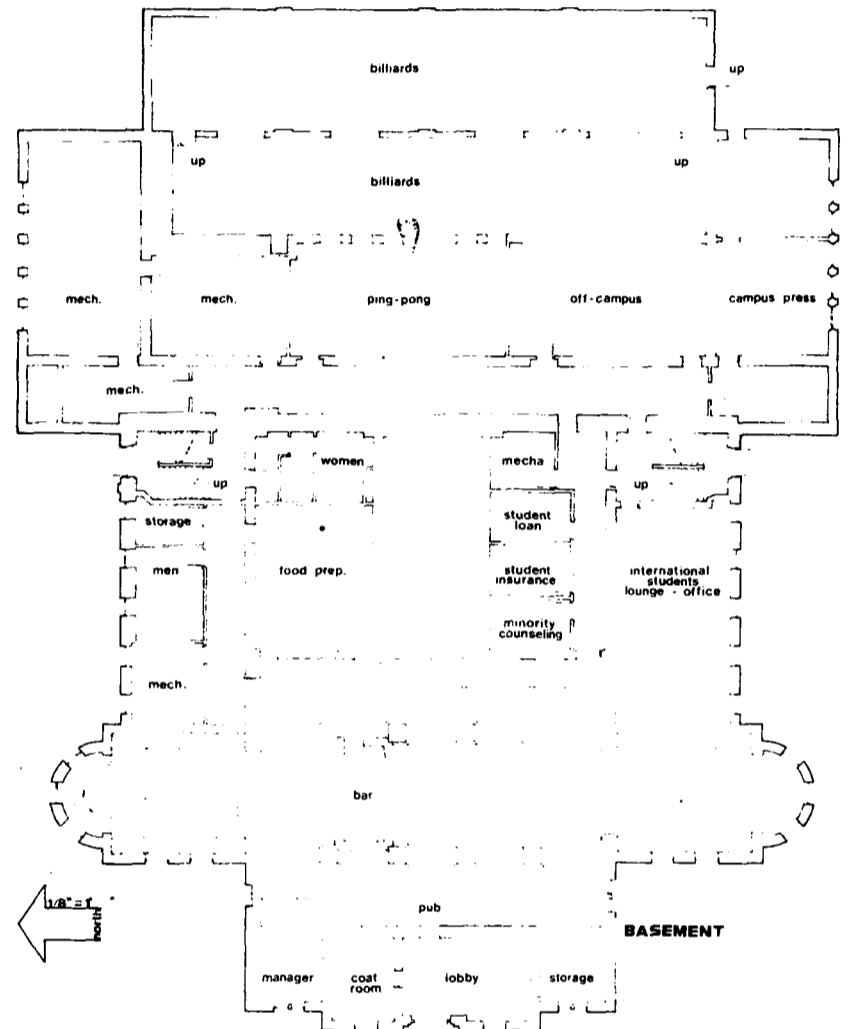 billiards
up
up
up
billiards
mech.
mech.
ping-pong
off-campus
campus press
mech.
women
mecha
up
up
storage
student
loan
men
food prep.
student
insurance
international
students
lounge - office
minority
counseling
mech.
bar
1/8" = 1'
north
pub
BASEMENT
manager
coat
room
lobby
storage